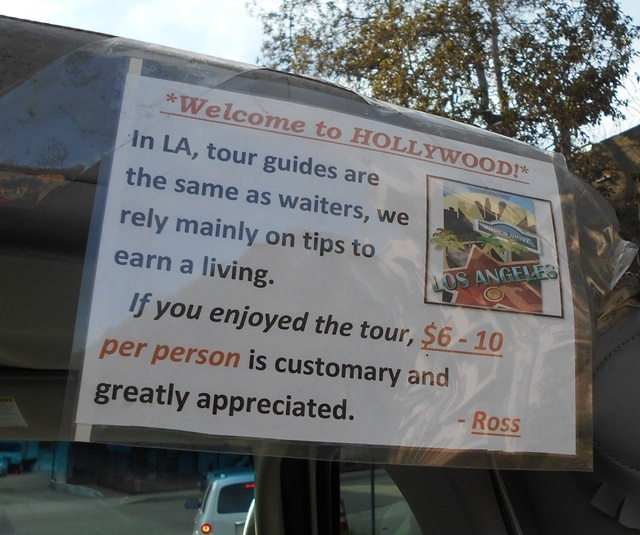 *Welcome to HOLLYWOOD!*
In LA, tour guides are
the same as waiters, we
rely mainly on tips to
earn a living.
LOS ANGELES
If you enjoyed the tour, $6 - 10
per person is customary and
greatly appreciated.
- Ross